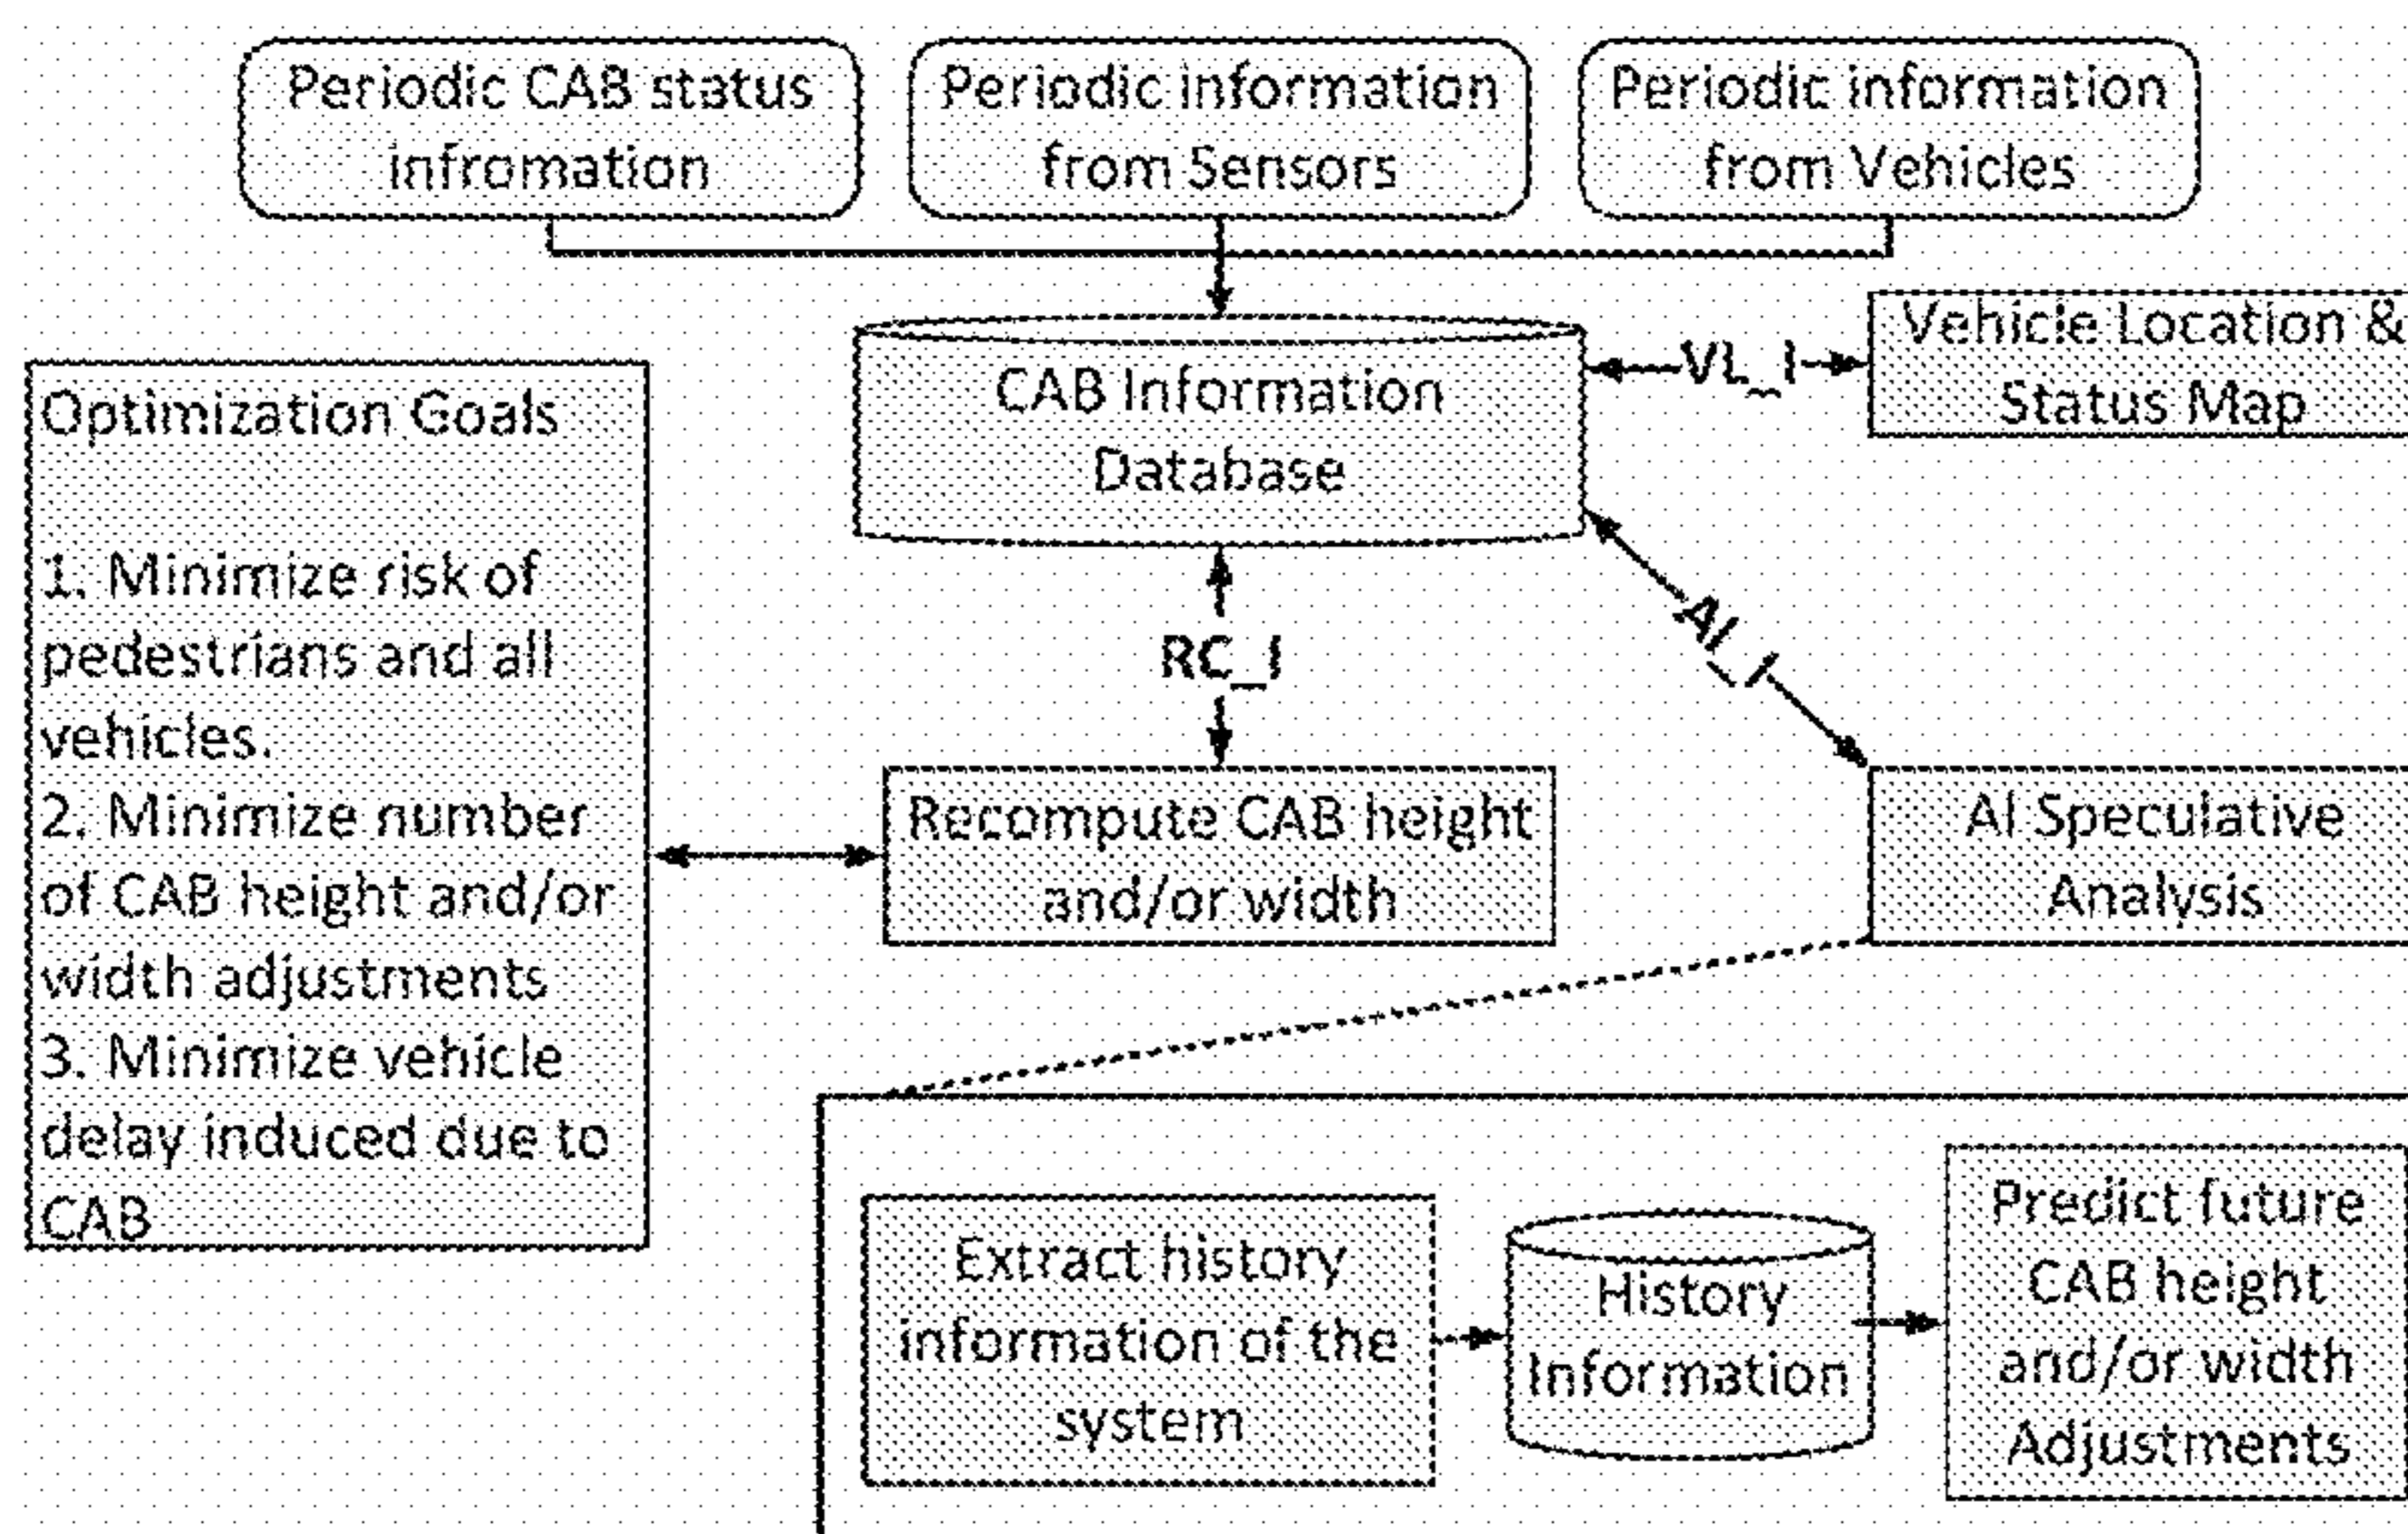 Periodic CAB status
infromation
Periodic information
from Sensors
Periodic information
from Vehicles
CAB Information
Database
VL_I
Vehicle Location &
Status Map
Optimization Goals
1. Minimize risk of
pedestrians and all
vehicles.
2. Minimize number
of CAB height and/or
width adjustments
3. Minimize vehicle
delay induced due to
CAB
RC_I
AI_I
Recompute CAB height
and/or width
AI Speculative
Analysis
Extract history
information of the
system
History
Information
Predict future
CAB height
and/or width
Adjustments